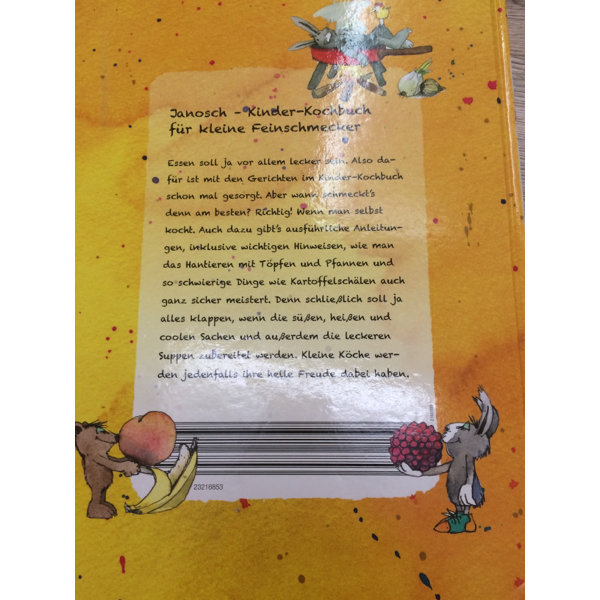 Janosch – Kinder-Kochbuch
für kleine Feinschmecker
Essen soll ja vor allem lecker sein. Also da-
für ist mit den Gerichten im Kinder-Kochbuch
schon mal gesorgt. Aber wann schmeckt's
denn am besten? Richtig! Wenn man selbst
kocht. Auch dazu gibt's ausführliche Anleitun-
gen, inklusive wichtigen Hinweisen, wie man
das Hantieren mit Töpfen und Pfannen und
so schwierige Dinge wie Kartoffelschälen auch
ganz sicher meistert. Denn schließlich soll ja
alles klappen, wenn die süßen, heißen und
coolen Sachen und außerdem die leckeren
Suppen zubereitet werden. Kleine Köche wer-
den jedenfalls ihre helle Freude dabei haben.
23216853